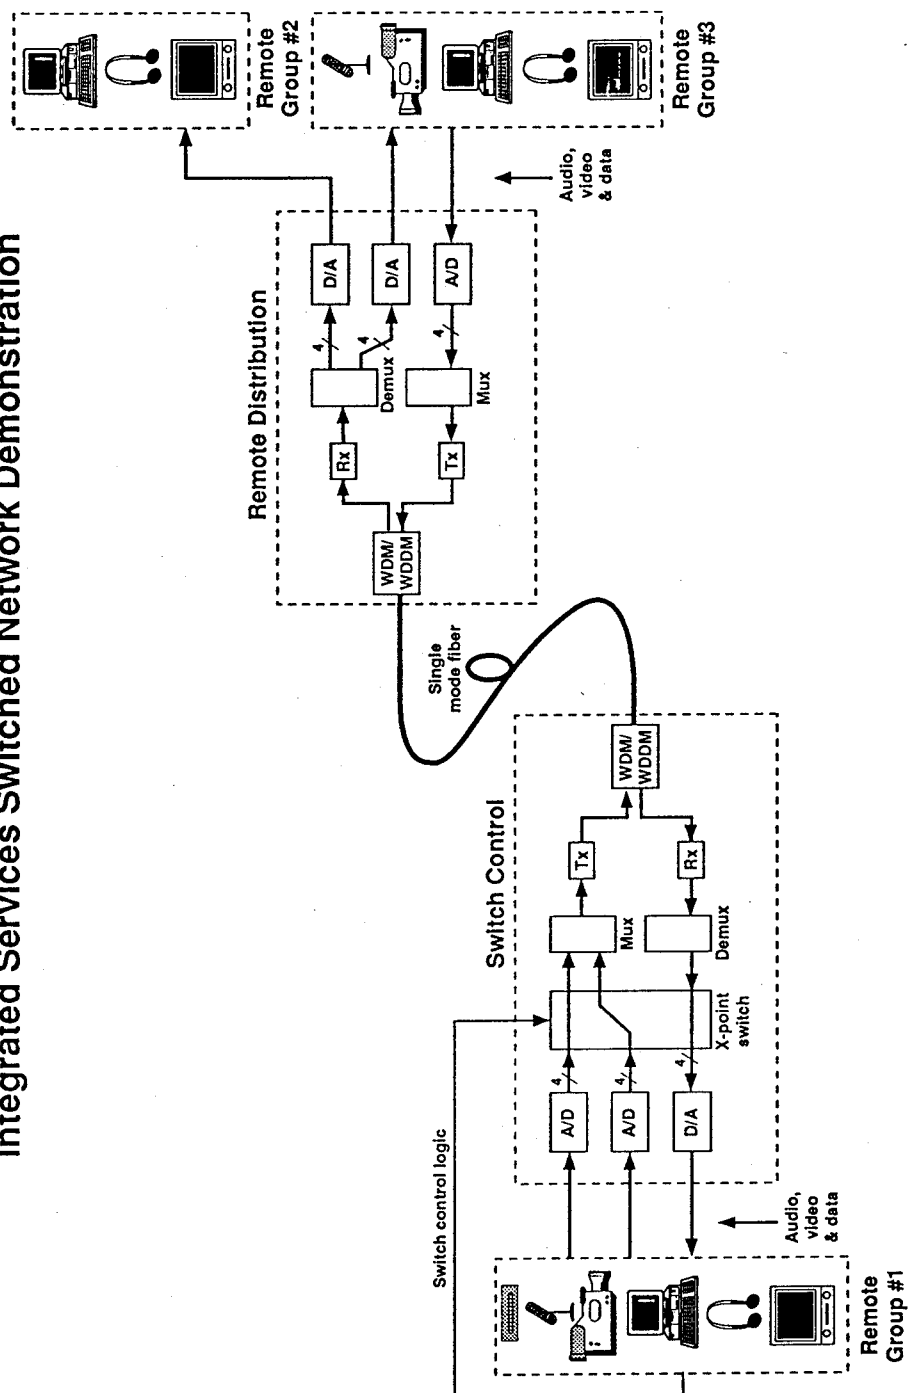 Integrated Services Switched Network Demonstration
Remote
Group #2
Remote
Group #3
Audio,
video
& data
Remote Distribution
D/A
D/A
A/D
4
4
4
Demux
Mux
Rx
Tx
WDM/
WDDM
Single
mode fiber
Switch Control
WDM/
WDDM
Tx
Rx
Mux
Demux
X-point
switch
4
4
4
A/D
A/D
D/A
Switch control logic
Audio,
video
& data
Remote
Group #1